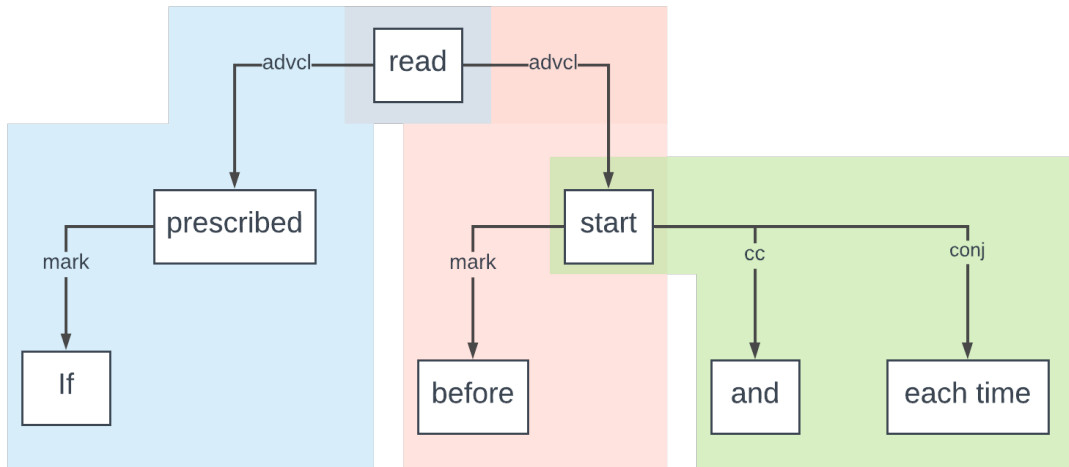 read
advcl
advcl
prescribed
start
mark
mark
cc
conj
If
before
and
each time